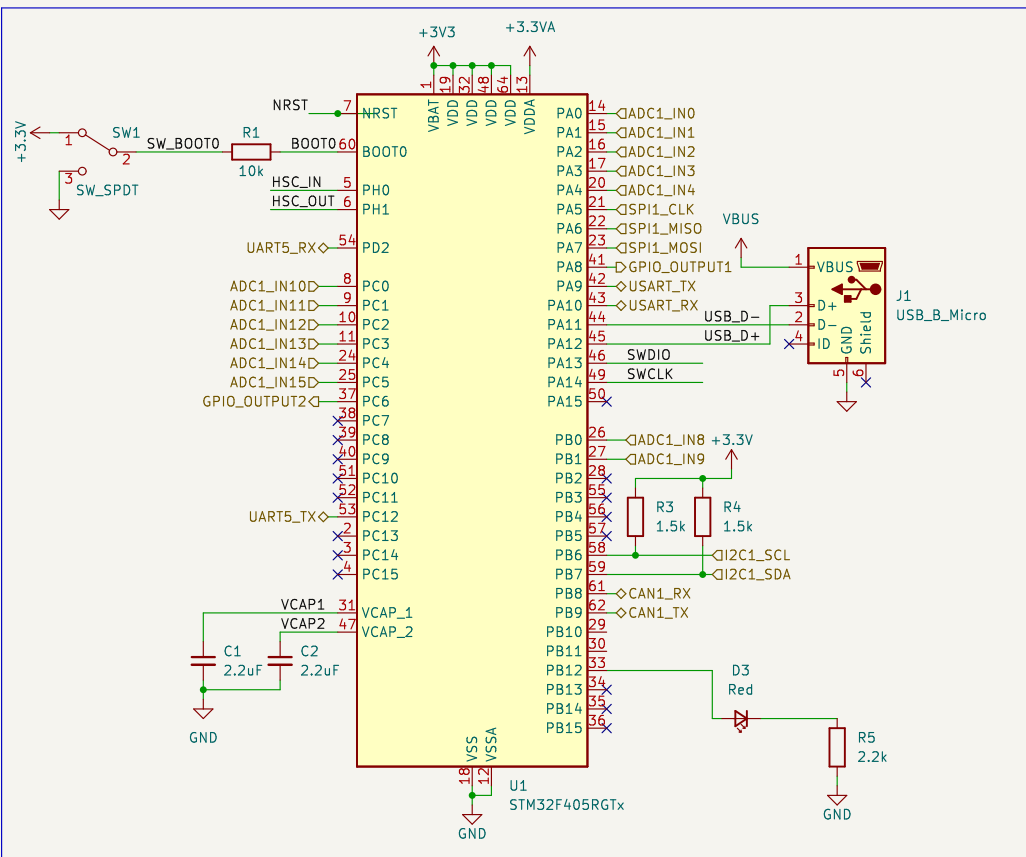 +3V3
+3.3VA
1
19
32
48
64
13
VBAT
VDD
VDD
VDD
VDD
VDDA
NRST
7
NRST
+3.3V
1
SW1
2
3
SW_SPDT
SW_BOOT0
R1
10k
BOOT0
60
BOOT0
HSC_IN
5
PH0
HSC_OUT
6
PH1
UART5_RX
54
PD2
ADC1_IN10
8
PC0
ADC1_IN11
9
PC1
ADC1_IN12
10
PC2
ADC1_IN13
11
PC3
ADC1_IN14
24
PC4
ADC1_IN15
25
PC5
GPIO_OUTPUT2
37
PC6
38
PC7
39
PC8
40
PC9
51
PC10
52
PC11
UART5_TX
53
PC12
2
PC13
3
PC14
4
PC15
VCAP1
31
VCAP_1
VCAP2
47
VCAP_2
C1
2.2uF
C2
2.2uF
GND
PA0
14
ADC1_IN0
PA1
15
ADC1_IN1
PA2
16
ADC1_IN2
PA3
17
ADC1_IN3
PA4
20
ADC1_IN4
PA5
21
SPI1_CLK
PA6
22
SPI1_MISO
PA7
23
SPI1_MOSI
PA8
41
GPIO_OUTPUT1
PA9
42
USART_TX
PA10
43
USART_RX
PA11
44
USB_D-
PA12
45
USB_D+
PA13
46
SWDIO
PA14
49
SWCLK
PA15
50
VBUS
1
VBUS
3
D+
2
D-
4
ID
GND
Shield
5
6
J1
USB_B_Micro
PB0
26
ADC1_IN8
PB1
27
ADC1_IN9
+3.3V
PB2
28
PB3
55
PB4
56
PB5
57
R3
1.5k
R4
1.5k
PB6
58
I2C1_SCL
PB7
59
I2C1_SDA
PB8
61
CAN1_RX
PB9
62
CAN1_TX
PB10
29
PB11
30
PB12
33
PB13
34
PB14
35
PB15
36
D3
Red
R5
2.2k
GND
VSS
VSSA
18
12
U1
STM32F405RGTx
GND